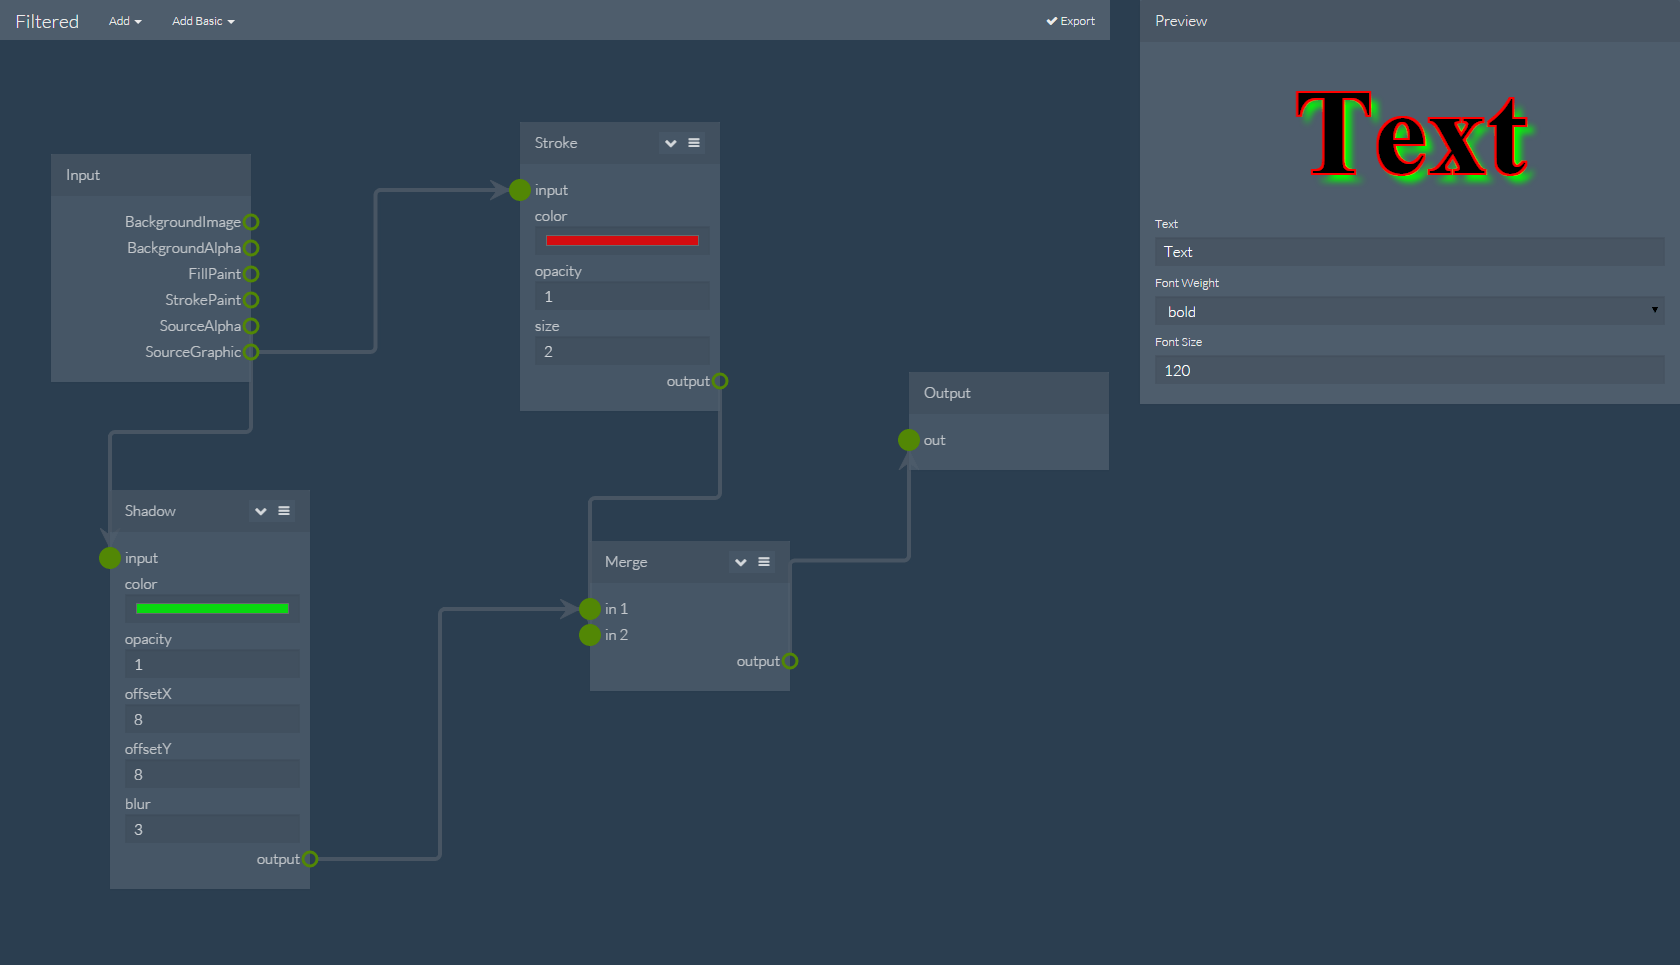 Filtered
Add
Add Basic
Export
Preview
Text
Text
Text
Font Weight
bold
Font Size
120
Input
BackgroundImage
BackgroundAlpha
FillPaint
StrokePaint
SourceAlpha
SourceGraphic
Stroke
input
color
opacity
1
size
2
output
Output
out
Shadow
input
color
opacity
1
offsetX
8
offsetY
8
blur
3
output
Merge
in 1
in 2
output